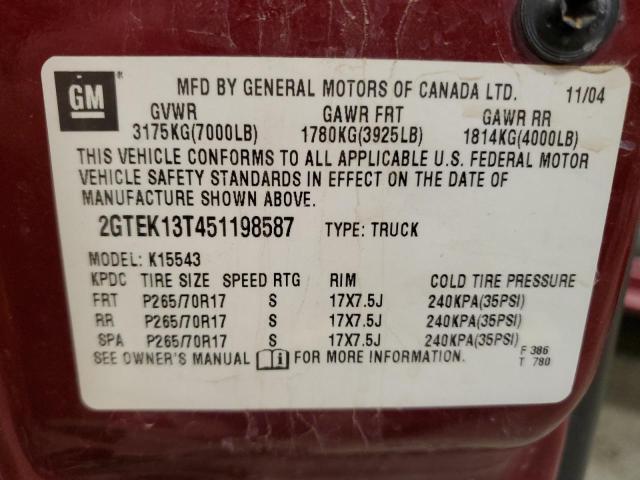 GM ® MFD BY GENERAL MOTORS OF CANADA LTD. 11/04
GVWR GAWR FRT GAWR RR
3175KG(7000LB) 1780KG(3925LB) 1814KG(4000LB)
THIS VEHICLE CONFORMS TO ALL APPLICABLE U.S. FEDERAL MOTOR
VEHICLE SAFETY STANDARDS IN EFFECT ON THE DATE OF
MANUFACTURE SHOWN ABOVE.
2GTEK13T451198587 TYPE: TRUCK
MODEL: K15543
KPDC TIRE SIZE SPEED RTG RIM COLD TIRE PRESSURE
FRT P265/70R17 S 17X7.5J 240KPA(35PSI)
RR P265/70R17 S 17X7.5J 240KPA(35PSI)
SPA P265/70R17 S 17X7.5J 240KPA(35PSI)
SEE OWNER'S MANUAL FOR MORE INFORMATION. F 386
T 780